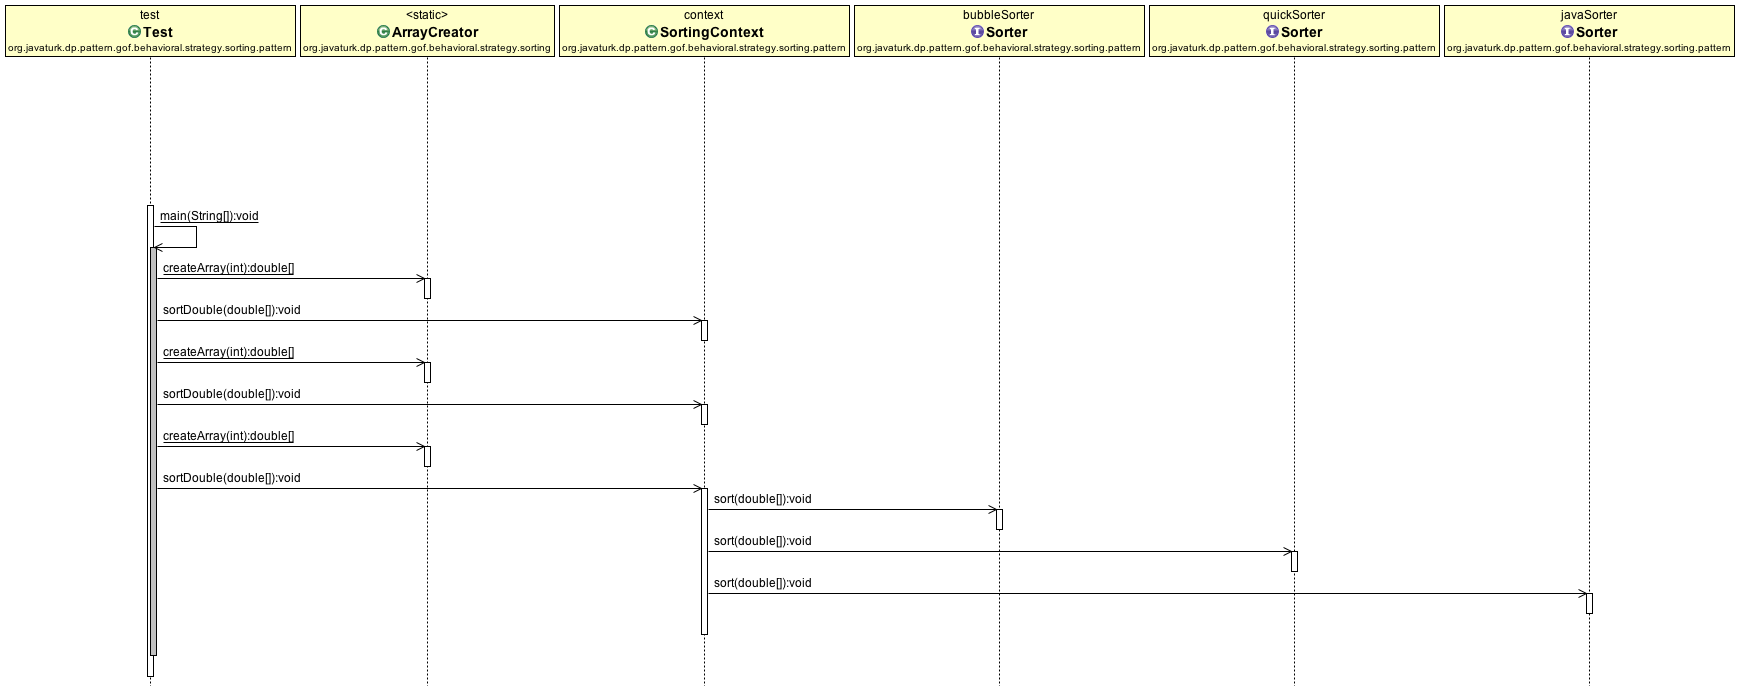 test
Test
org.javaturk.dp.pattern.gof.behavioral.strategy.sorting.pattern
<static>
ArrayCreator
org.javaturk.dp.pattern.gof.behavioral.strategy.sorting
context
SortingContext
org.javaturk.dp.pattern.gof.behavioral.strategy.sorting.pattern
bubbleSorter
Sorter
org.javaturk.dp.pattern.gof.behavioral.strategy.sorting.pattern
quickSorter
Sorter
org.javaturk.dp.pattern.gof.behavioral.strategy.sorting.pattern
javaSorter
Sorter
org.javaturk.dp.pattern.gof.behavioral.strategy.sorting.pattern
main(String[]):void
createArray(int):double[]
sortDouble(double[]):void
createArray(int):double[]
sortDouble(double[]):void
createArray(int):double[]
sortDouble(double[]):void
sort(double[]):void
sort(double[]):void
sort(double[]):void